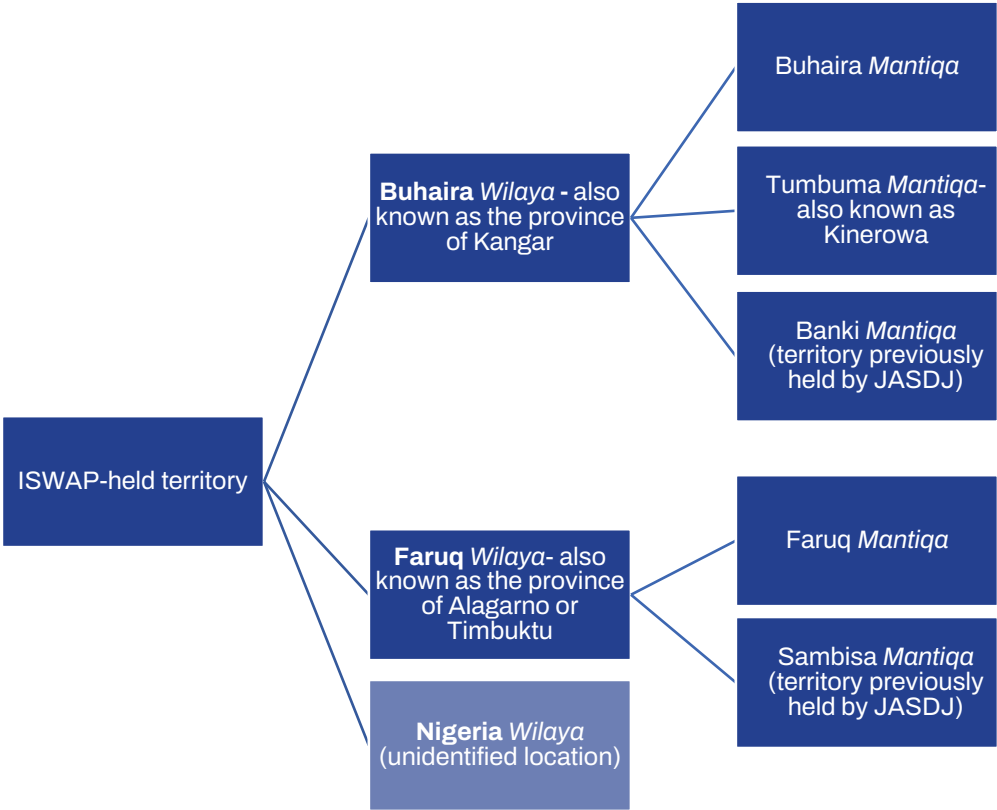 ISWAP-held territory
Buhaira Wilaya - also
known as the province
of Kangar
Buhaira Mantiqa
Tumbuma Mantiqa-
also known as
Kinerowa
Banki Mantiqa
(territory previously
held by JASDJ)
Faruq Wilaya- also
known as the province
of Alagarno or
Timbuktu
Faruq Mantiqa
Sambisa Mantiqa
(territory previously
held by JASDJ)
Nigeria Wilaya
(unidentified location)